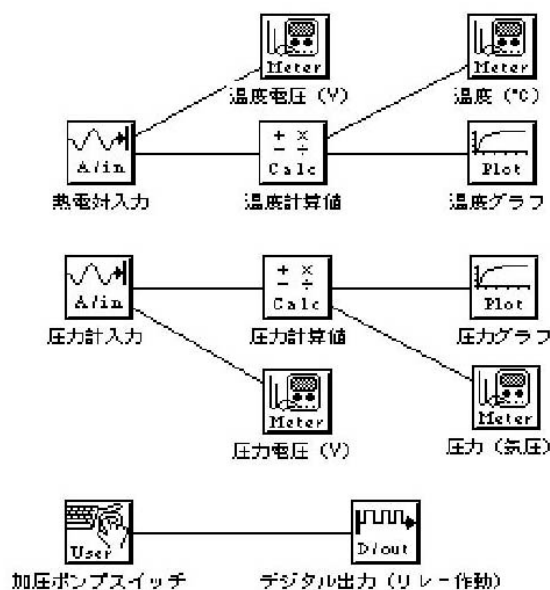 Meter
Meter
温度電圧（V）
温度（℃）
A/in
Calc
Plot
熱電対入力
温度計算値
温度グラフ
A/in
Calc
Plot
圧力計入力
圧力計算値
圧力グラフ
Meter
Meter
圧力電圧（V）
圧力（気圧）
User
D/out
加圧ポンプスイッチ
デジタル出力（リレー作動）